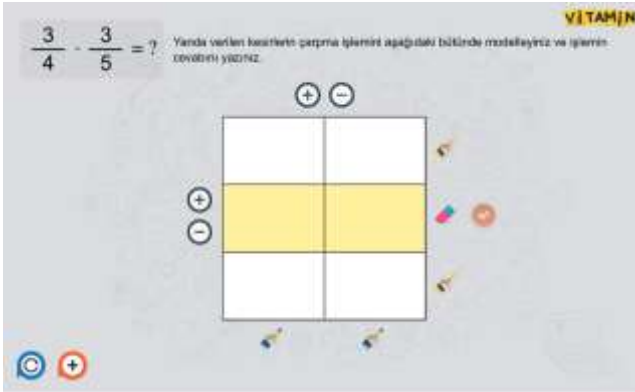 VİTAMİN
3/4 · 3/5 = ?
Yanda verilen kesirlerin çarpma işlemini aşağıdaki bütünde modelleyiniz ve işlemin
cevabını yazınız.